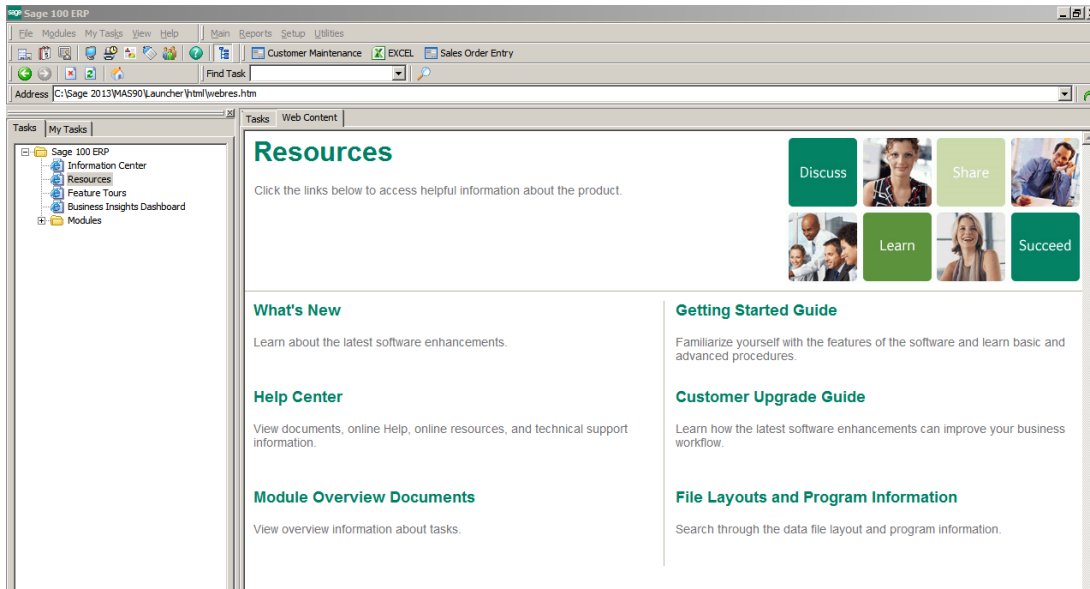 sage Sage 100 ERP
File Modules My Tasks View Help Main Reports Setup Utilities
Customer Maintenance EXCEL Sales Order Entry
Find Task
Address C:\Sage 2013\MAS90\Launcher\html\webres.htm
Tasks My Tasks
Sage 100 ERP
Information Center
Resources
Feature Tours
Business Insights Dashboard
Modules
Tasks Web Content
Resources
Click the links below to access helpful information about the product.
Discuss
Share
Learn
Succeed
What's New
Learn about the latest software enhancements.
Getting Started Guide
Familiarize yourself with the features of the software and learn basic and
advanced procedures.
Help Center
View documents, online Help, online resources, and technical support
information.
Customer Upgrade Guide
Learn how the latest software enhancements can improve your business
workflow.
Module Overview Documents
View overview information about tasks.
File Layouts and Program Information
Search through the data file layout and program information.